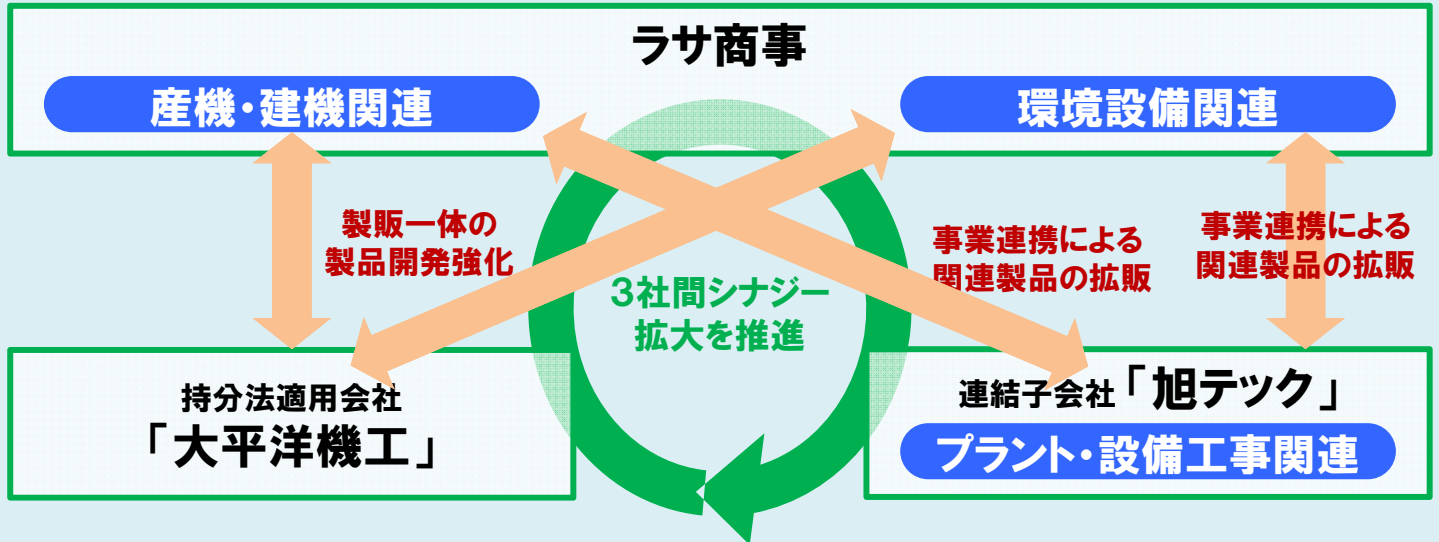 ラサ商事
産機・建機関連
環境設備関連
製販一体の
製品開発強化
事業連携による
関連製品の拡販
事業連携による
関連製品の拡販
3社間シナジー
拡大を推進
持分法適用会社
「大平洋機工」
連結子会社「旭テック」
プラント・設備工事関連